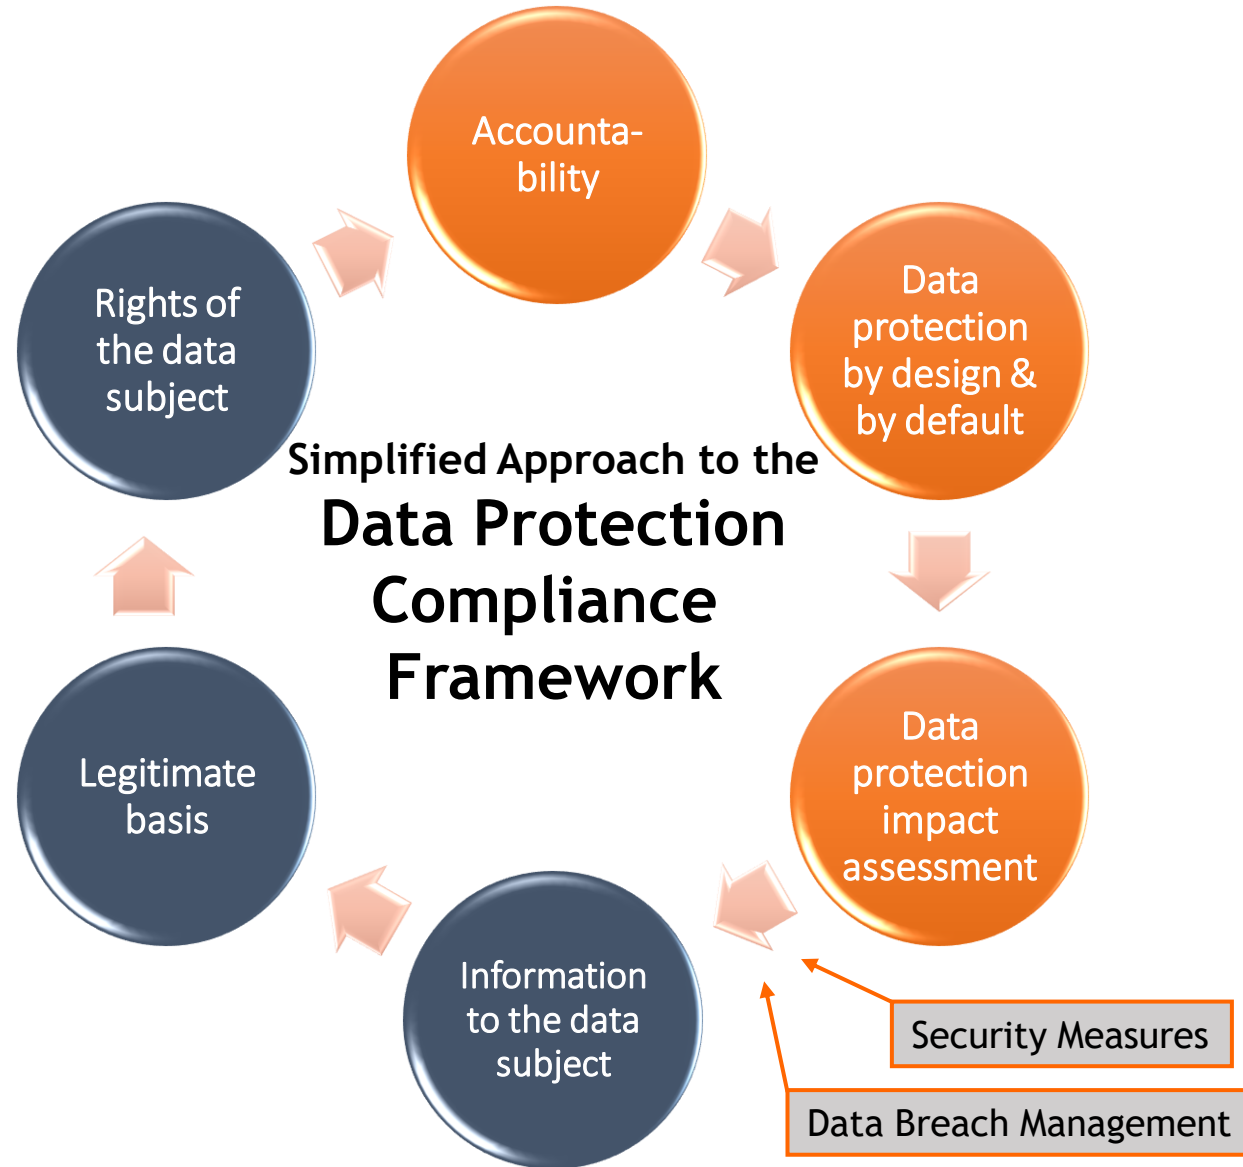 Accounta-
bility
Data
protection
by design &
by default
Data
protection
impact
assessment
Information
to the data
subject
Legitimate
basis
Rights of
the data
subject
Simplified Approach to the
Data Protection
Compliance
Framework
Security Measures
Data Breach Management